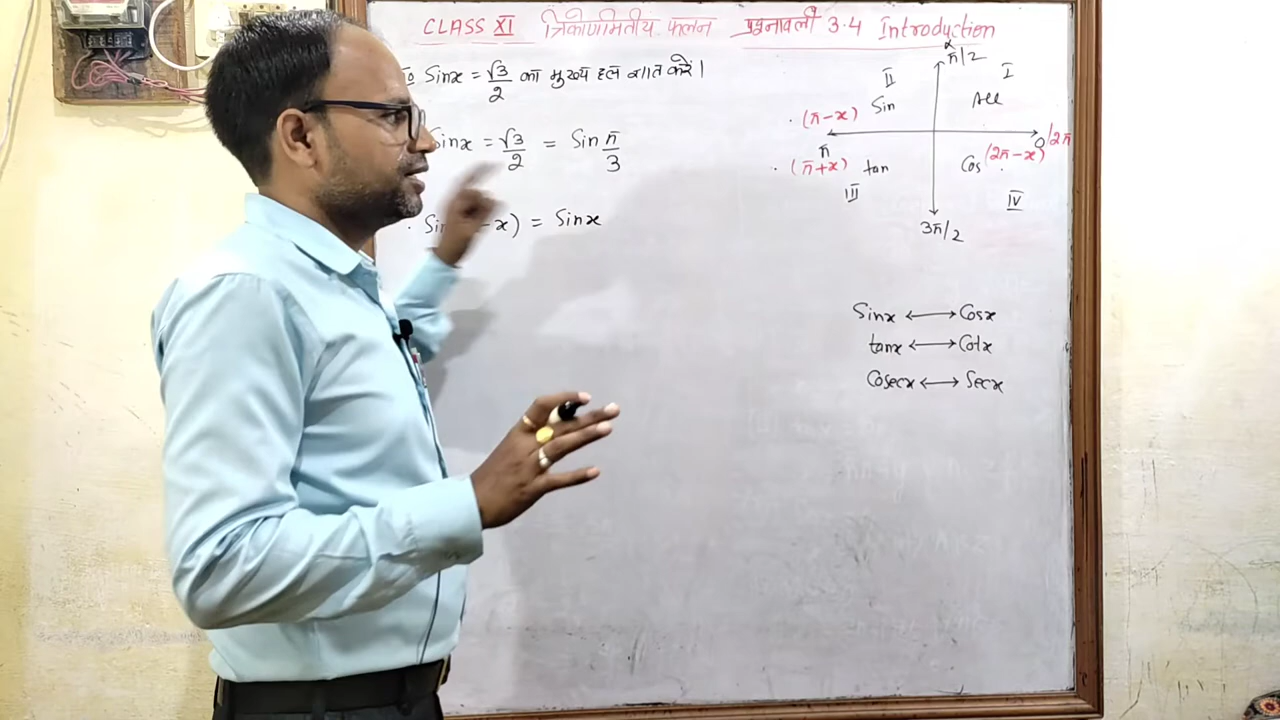 CLASS XI त्रिकोणमितीय फलन प्रश्नावली 3.4 Introduction
Sinx = √3/2 का मुख्य हल ज्ञात करें।
Sinx = √3/2 = Sin π/3
Sin -x) = Sinx
π/2
II
I
Sin
All
(π-x)
π
0/2π
(π+x)
tan
Cos
(2π-x)
III
IV
3π/2
Sinx ↔ Cosx
tanx ↔ Cotx
Cosecx ↔ Secx